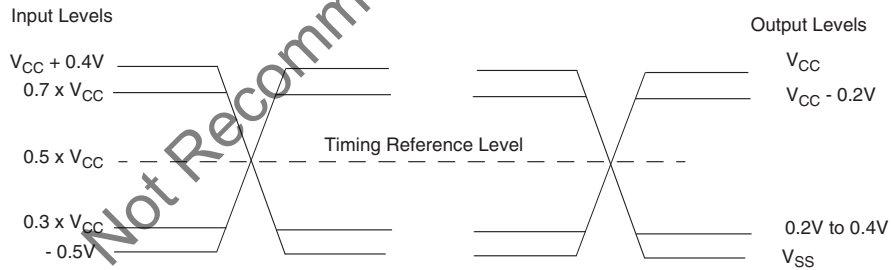 Input Levels
Output Levels
VCC + 0.4V
0.7 x VCC
0.5 x VCC
0.3 x VCC
- 0.5V
Timing Reference Level
VCC
VCC - 0.2V
0.2V to 0.4V
VSS
Not Recomm